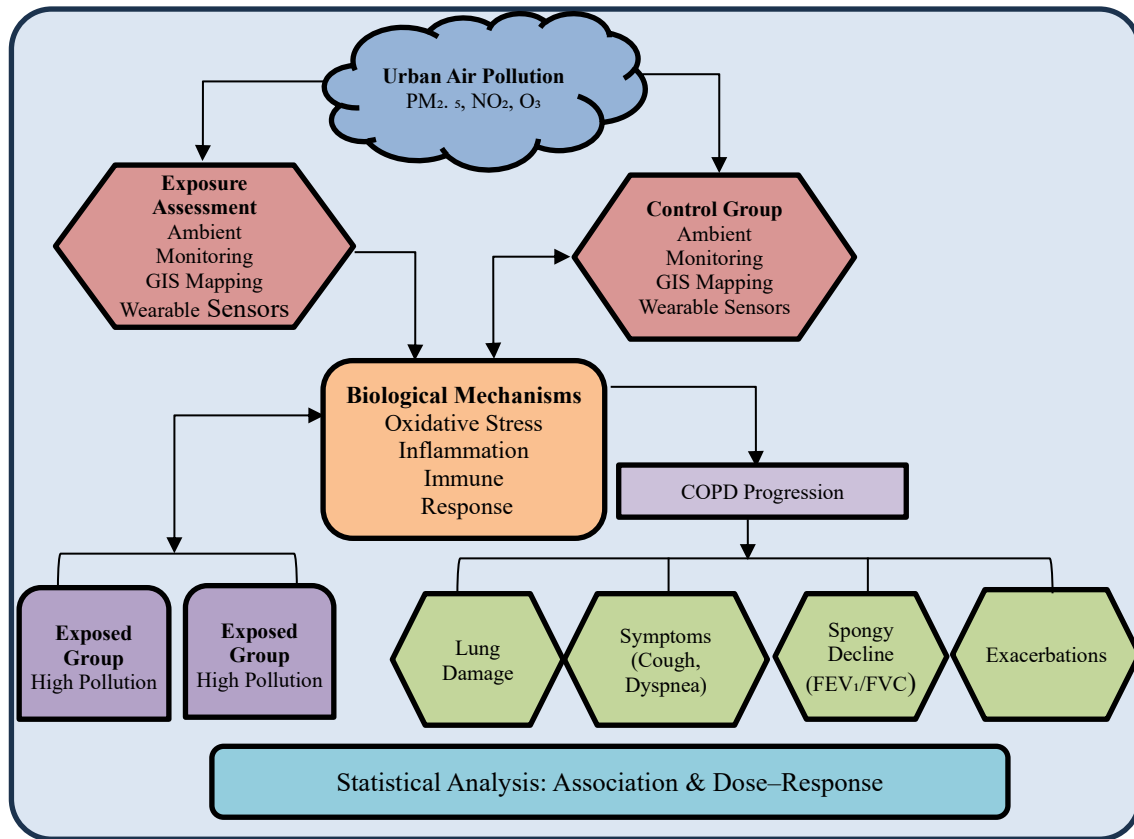 Urban Air Pollution
PM₂. ₅, NO₂, O₃
Exposure
Assessment
Ambient
Monitoring
GIS Mapping
Wearable Sensors
Control Group
Ambient
Monitoring
GIS Mapping
Wearable Sensors
Biological Mechanisms
Oxidative Stress
Inflammation
Immune
Response
COPD Progression
Exposed
Group
High Pollution
Exposed
Group
High Pollution
Lung
Damage
Symptoms
(Cough,
Dyspnea)
Spongy
Decline
(FEV₁/FVC)
Exacerbations
Statistical Analysis: Association & Dose–Response